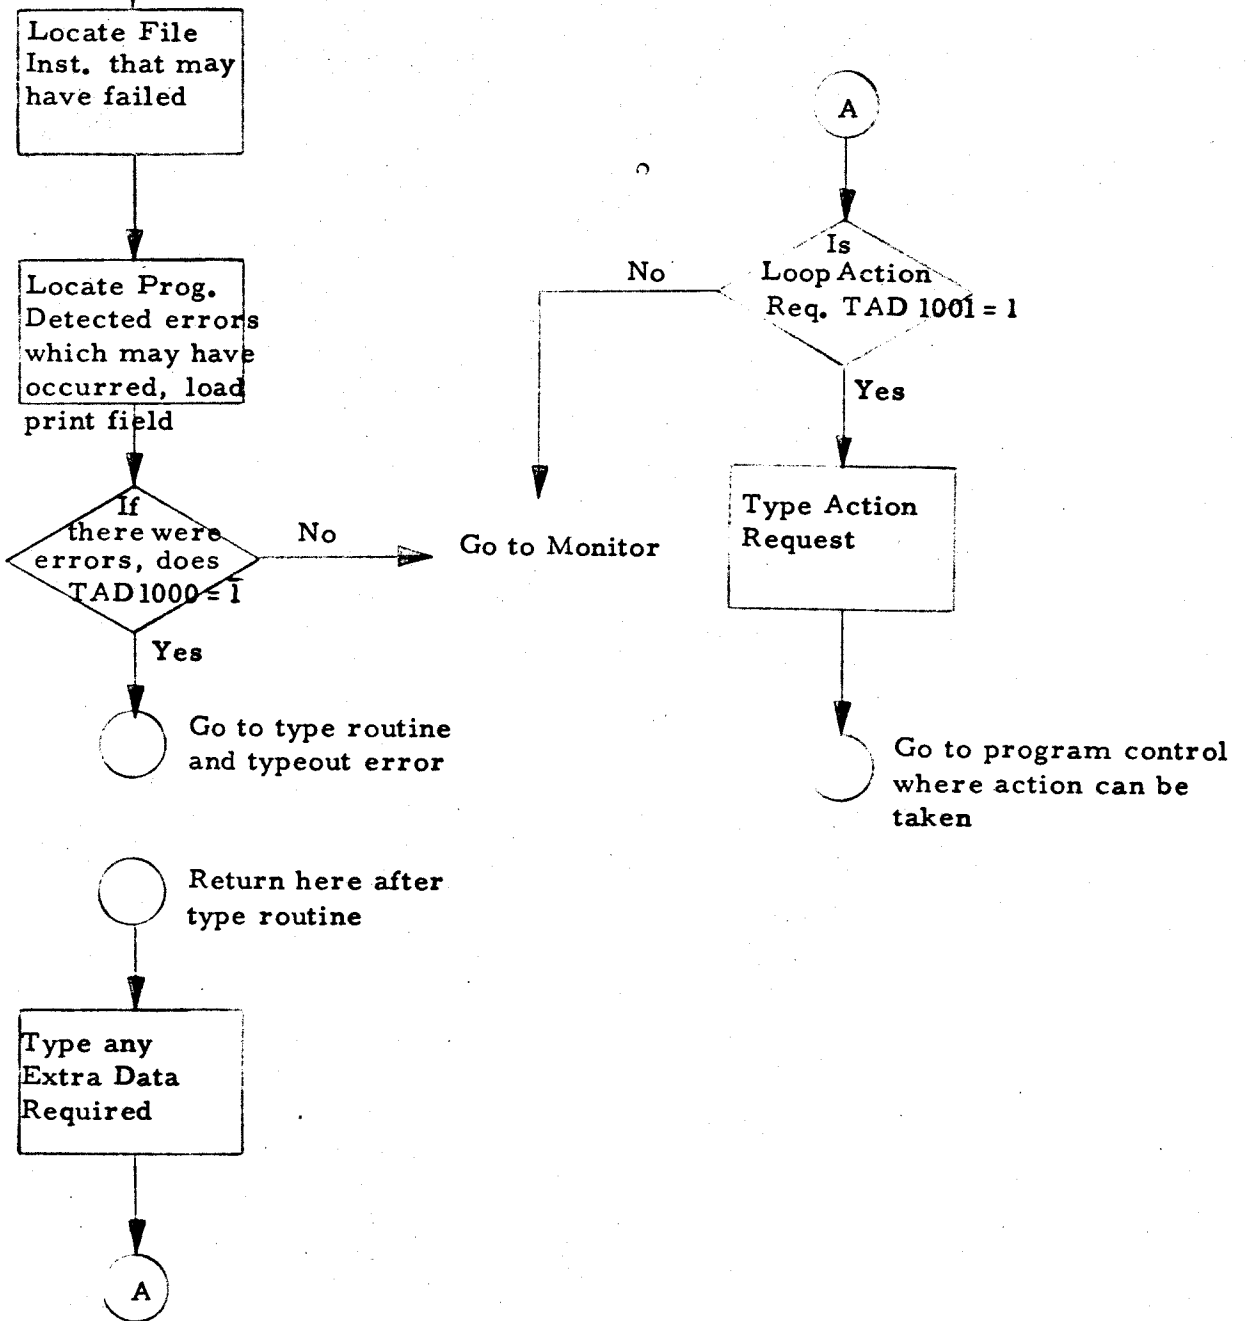 Locate File
Inst. that may
have failed
Locate Prog.
Detected errors
which may have
occurred, load
print field
If
there were
errors, does
TAD 1000 = 1
No
Yes
Go to Monitor
Go to type routine
and typeout error
Return here after
type routine
Type any
Extra Data
Required
A
A
Is
Loop Action
Req. TAD 1001 = 1
No
Yes
Type Action
Request
Go to program control
where action can be
taken